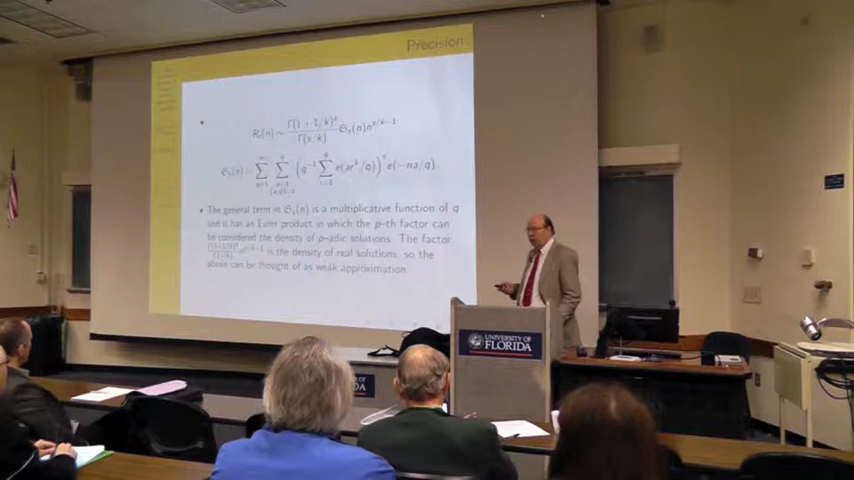 Precision
R_s(n) ~ Γ(1 + 1/k)^s / Γ(s/k) 𝔖_s(n) n^{s/k−1}
𝔖_s(n) = ∑_{q=1}^{∞} ∑_{a=1, (a,q)=1}^{q} (q^{−1} ∑_{r=1}^{q} e(ar^k/q))^s e(−na/q).
• The general term in 𝔖_s(n) is a multiplicative function of q
and it has an Euler product in which the p-th factor can
be considered the density of p-adic solutions. The factor
Γ(1+1/k)^s / Γ(s/k) n^{s/k−1} is the density of real solutions, so the
above can be thought of as weak approximation
UNIVERSITY of
FLORIDA
FLORIDA